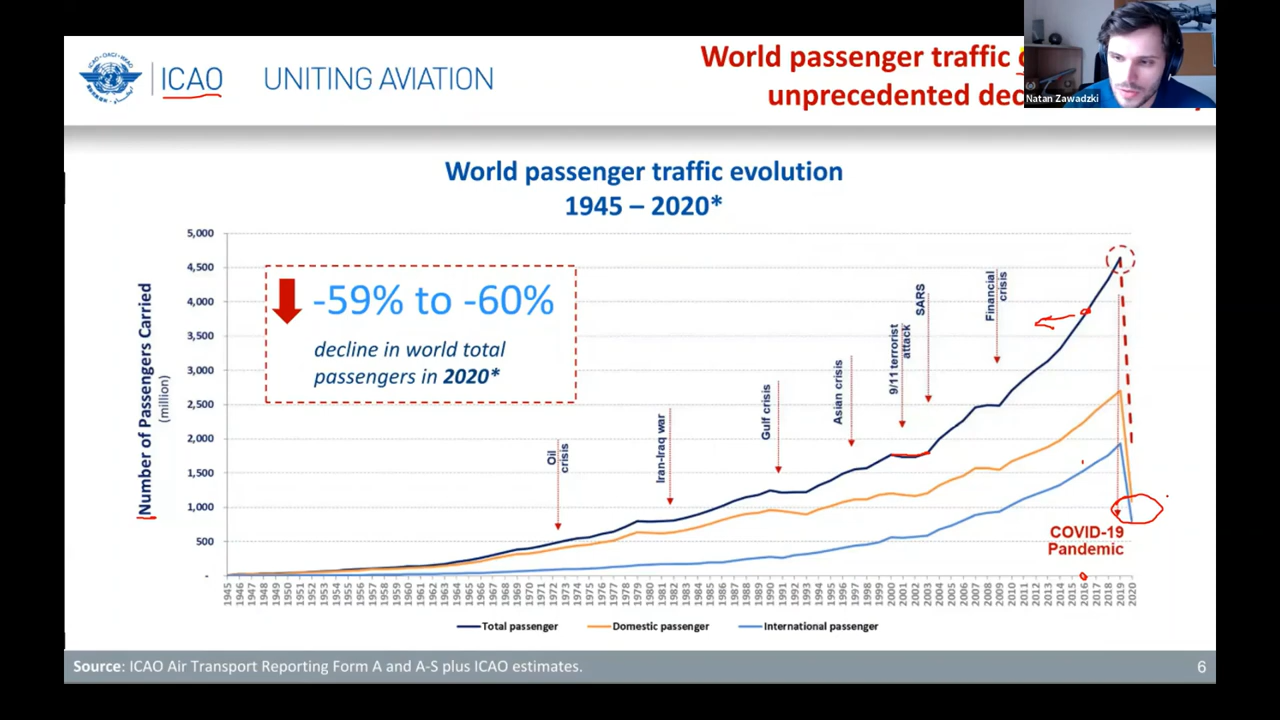 ICAO
UNITING AVIATION
World passenger traffic
unprecedented
Natan Zawadzki
World passenger traffic evolution
1945 – 2020*
5,000
4,500
4,000
3,500
3,000
2,500
2,000
1,500
1,000
500
-
Number of Passengers Carried
(million)
-59% to -60%
decline in world total
passengers in 2020*
Oil
crisis
Iran-Iraq war
Gulf crisis
Asian crisis
9/11 terrorist
attack
SARS
Financial
crisis
COVID-19
Pandemic
1945 1946 1947 1948 1949 1950 1951 1952 1953 1954 1955 1956 1957 1958 1959 1960 1961 1962 1963 1964 1965 1966 1967 1968 1969 1970 1971 1972 1973 1974 1975 1976 1977 1978 1979 1980 1981 1982 1983 1984 1985 1986 1987 1988 1989 1990 1991 1992 1993 1994 1995 1996 1997 1998 1999 2000 2001 2002 2003 2004 2005 2006 2007 2008 2009 2010 2011 2012 2013 2014 2015 2016 2017 2018 2019 2020
Total passenger Domestic passenger International passenger
Source: ICAO Air Transport Reporting Form A and A-S plus ICAO estimates.
6